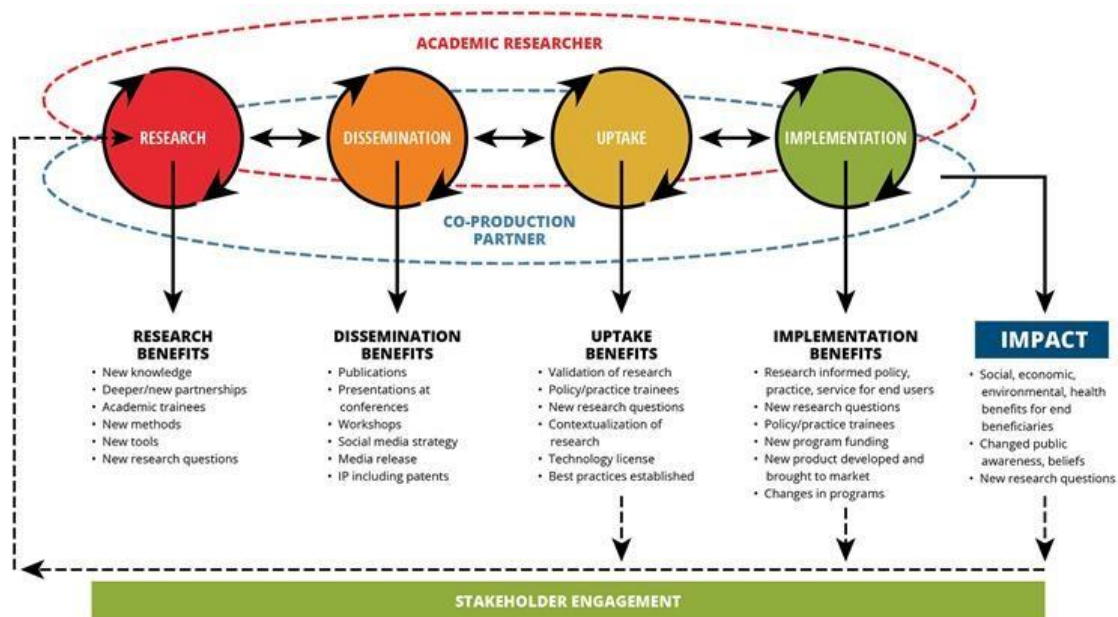 ACADEMIC RESEARCHER
RESEARCH
DISSEMINATION
UPTAKE
IMPLEMENTATION
CO-PRODUCTION
PARTNER
RESEARCH
BENEFITS
• New knowledge
• Deeper/new partnerships
• Academic trainees
• New methods
• New tools
• New research questions
DISSEMINATION
BENEFITS
• Publications
• Presentations at
conferences
• Workshops
• Social media strategy
• Media release
• IP including patents
UPTAKE
BENEFITS
• Validation of research
• Policy/practice trainees
• New research questions
• Contextualization of
research
• Technology license
• Best practices established
IMPLEMENTATION
BENEFITS
• Research informed policy,
practice, service for end users
• New research questions
• Policy/practice trainees
• New program funding
• New product developed and
brought to market
• Changes in programs
IMPACT
• Social, economic,
environmental, health
benefits for end
beneficiaries
• Changed public
awareness, beliefs
• New research questions
STAKEHOLDER ENGAGEMENT